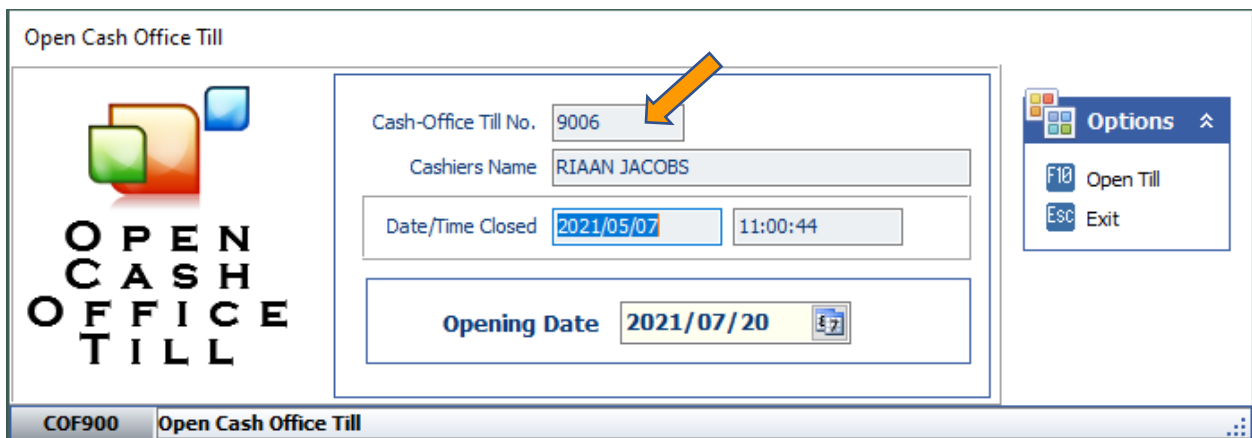 Open Cash Office Till
Cash-Office Till No. 9006
Cashiers Name RIAAN JACOBS
Date/Time Closed 2021/05/07 11:00:44
Opening Date 2021/07/20
OPEN
CASH
OFFICE
TILL
Options
F10 Open Till
Esc Exit
COF900 Open Cash Office Till